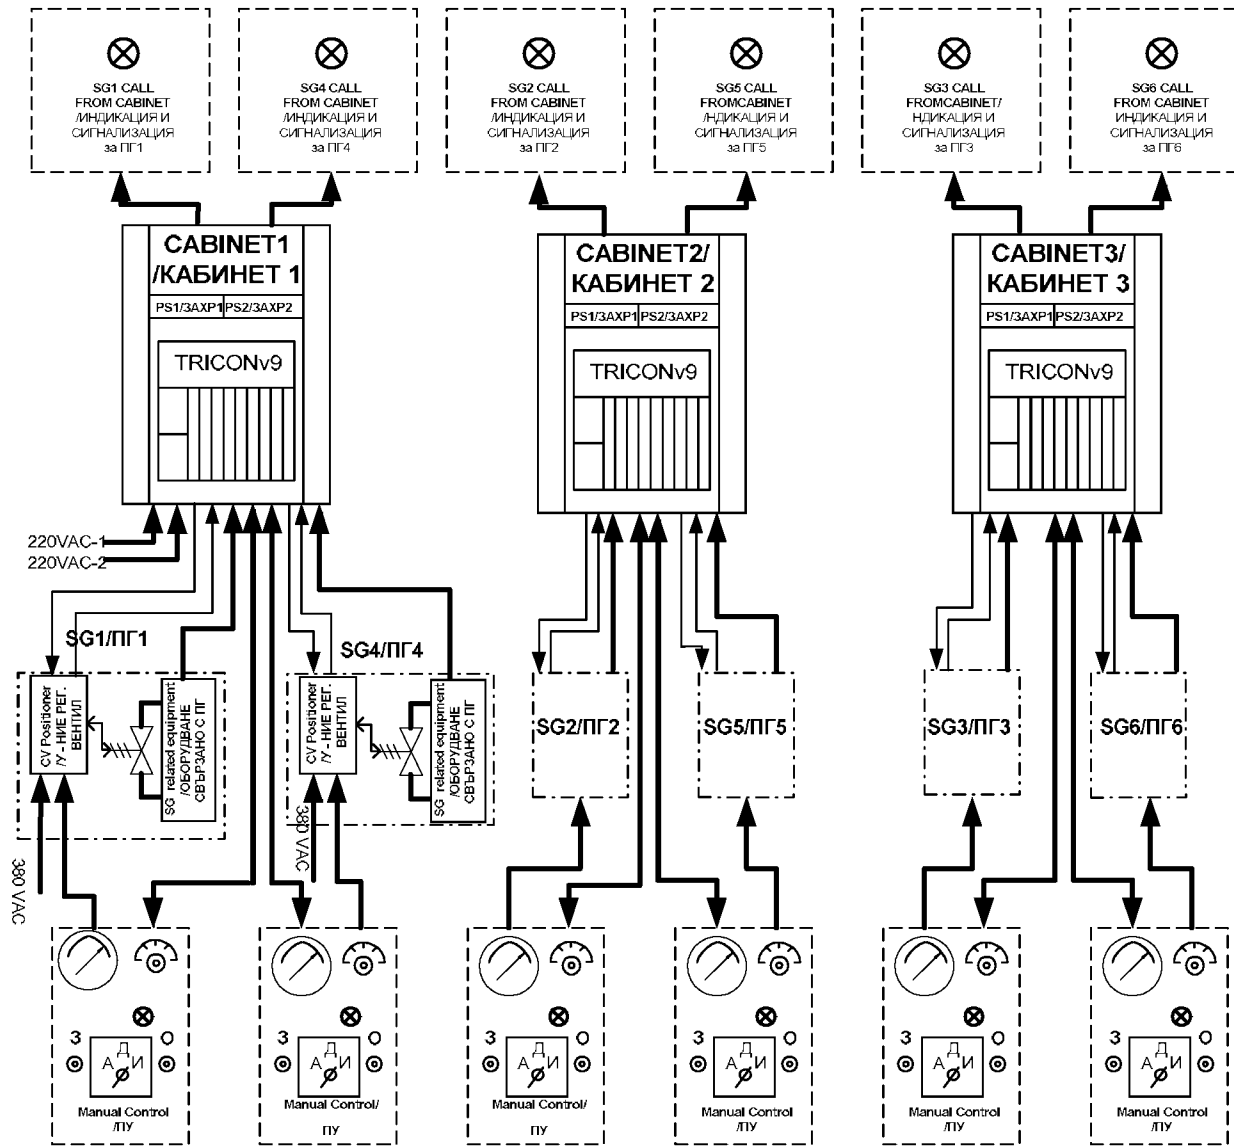 SG1 CALL
FROM CABINET
/ИНДИКАЦИЯ И
СИГНАЛИЗАЦИЯ
за ПГ1
SG4 CALL
FROM CABINET
/ИНДИКАЦИЯ И
СИГНАЛИЗАЦИЯ
за ПГ4
SG2 CALL
FROM CABINET
/ИНДИКАЦИЯ И
СИГНАЛИЗАЦИЯ
за ПГ2
SG5 CALL
FROMCABINET
/НДИКАЦИЯ И
СИГНАЛИЗАЦИЯ
за ПГ5
SG3 CALL
FROMCABINET/
НДИКАЦИЯ И
СИГНАЛИЗАЦИЯ
за ПГ3
SG6 CALL
FROM CABINET
ИНДИКАЦИЯ И
СИГНАЛИЗАЦИЯ
за ПГ6
CABINET1
/КАБИНЕТ 1
PS1/ЗАХР1 PS2/ЗАХР2
TRICONv9
CABINET2/
КАБИНЕТ 2
PS1/ЗАХР1 PS2/ЗАХР2
TRICONv9
CABINET3/
КАБИНЕТ 3
PS1/ЗАХР1 PS2/ЗАХР2
TRICONv9
220VAC-1
220VAC-2
SG1/ПГ1
CV Positioner
/У - НИЕ РЕГ.
ВЕНТИЛ
SG related equipment
/ОБОРУДВАНЕ
СВЪРЗАНО С ПГ
380 VAC
SG4/ПГ4
CV Positioner
/У - НИЕ РЕГ.
ВЕНТИЛ
SG related equipment
/ОБОРУДВАНЕ
СВЪРЗАНО С ПГ
380 VAC
SG2/ПГ2
SG5/ПГ5
SG3/ПГ3
SG6/ПГ6
З О
А Д И
Manual Control
/ПУ
З О
А Д И
Manual Control/
ПУ
З О
А Д И
Manual Control/
ПУ
З О
А Д И
Manual Control
/ПУ
З О
А Д И
Manual Control
/ПУ
З О
А Д И
Manual Control
/ПУ